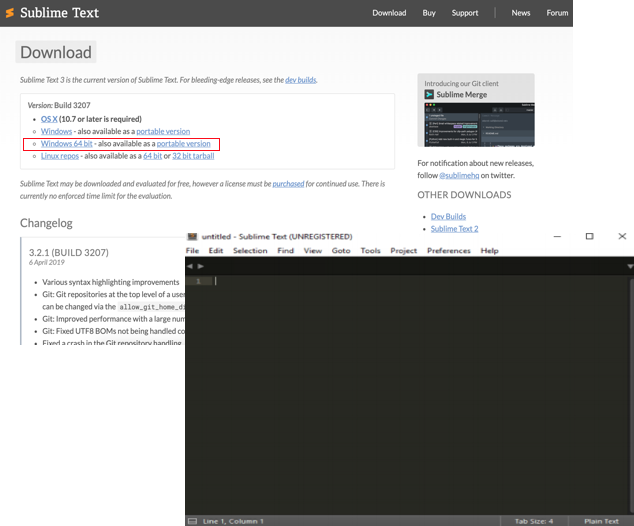 Sublime Text
Download Buy Support News Forum
Download
Sublime Text 3 is the current version of Sublime Text. For bleeding-edge releases, see the dev builds.
Version: Build 3207
• OS X (10.7 or later is required)
• Windows - also available as a portable version
• Windows 64 bit - also available as a portable version
• Linux repos - also available as a 64 bit or 32 bit tarball
Sublime Text may be downloaded and evaluated for free, however a license must be purchased for continued use. There is
currently no enforced time limit for the evaluation.
Changelog
3.2.1 (BUILD 3207)
6 April 2019
• Various syntax highlighting improvements
• Git: Git repositories at the top level of a use
can be changed via the allow_git_home_di
• Git: Improved performance with a large num
• Git: Fixed UTF8 BOMs not being handled co
• Fixed a crash in the Git repository handling
Introducing our Git client
Sublime Merge
For notification about new releases,
follow @sublimehq on twitter.
OTHER DOWNLOADS
• Dev Builds
• Sublime Text 2
untitled - Sublime Text (UNREGISTERED)
File Edit Selection Find View Goto Tools Project Preferences Help
1
Line 1, Column 1
Tab Size: 4 Plain Text